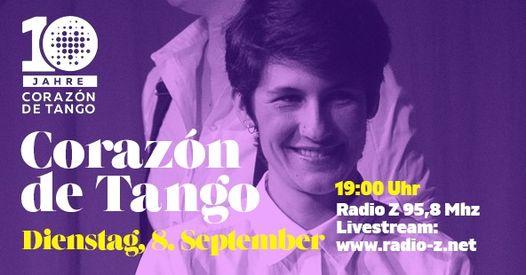 10
JAHRE
CORAZÓN
DE TANGO
Corazón
de Tango
Dienstag, 8. September
19:00 Uhr
Radio Z 95,8 Mhz
Livestream:
www.radio-z.net